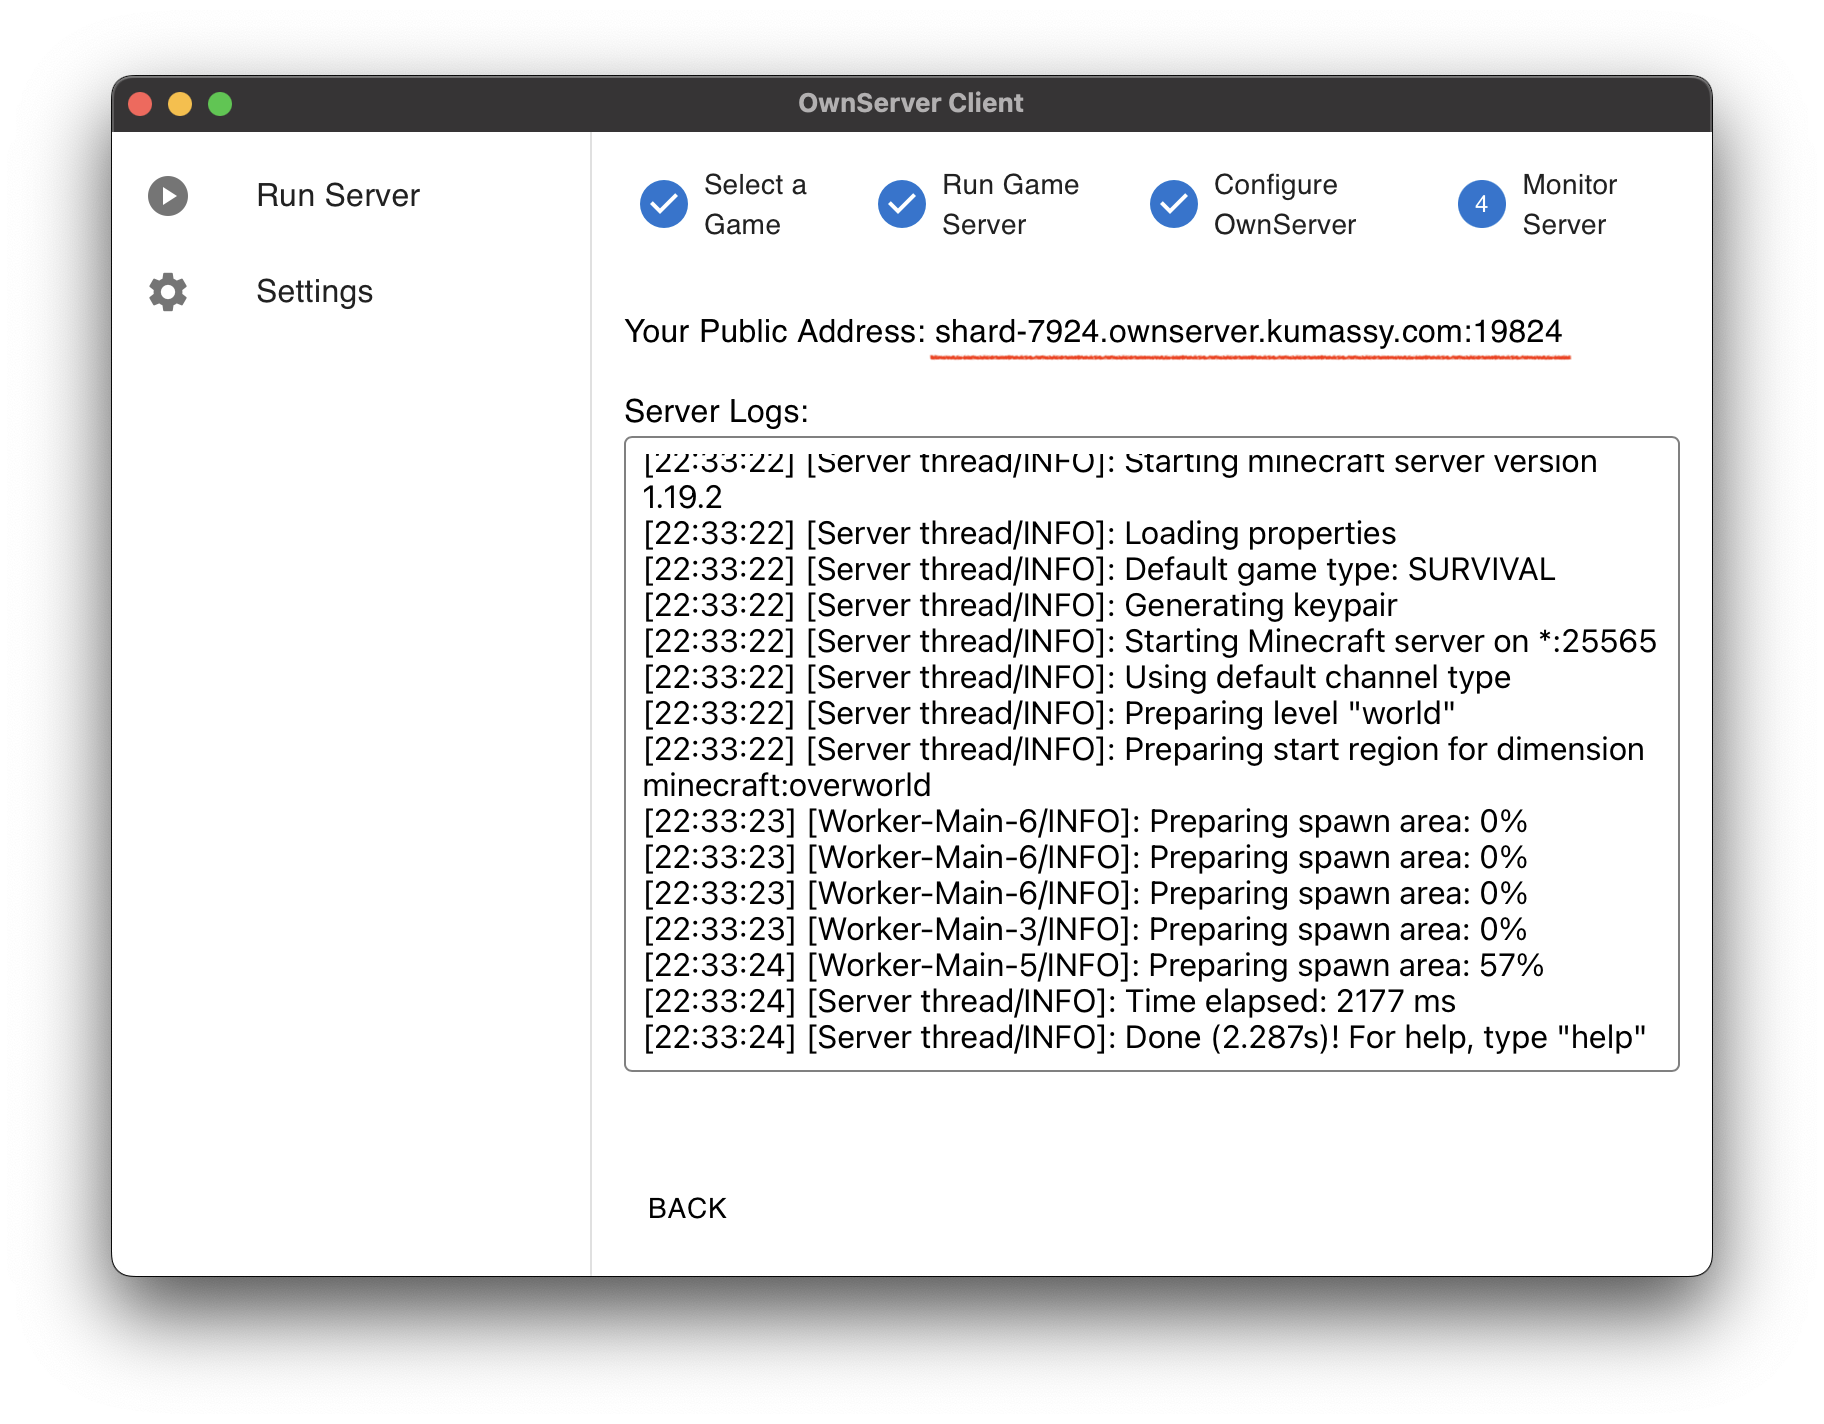 OwnServer Client
Run Server
Settings
Select a
Game
Run Game
Server
Configure
OwnServer
4
Monitor
Server
Your Public Address: shard-7924.ownserver.kumassy.com:19824
Server Logs:
[22:33:22] [Server thread/INFO]: Starting minecraft server version
1.19.2
[22:33:22] [Server thread/INFO]: Loading properties
[22:33:22] [Server thread/INFO]: Default game type: SURVIVAL
[22:33:22] [Server thread/INFO]: Generating keypair
[22:33:22] [Server thread/INFO]: Starting Minecraft server on *:25565
[22:33:22] [Server thread/INFO]: Using default channel type
[22:33:22] [Server thread/INFO]: Preparing level "world"
[22:33:22] [Server thread/INFO]: Preparing start region for dimension
minecraft:overworld
[22:33:23] [Worker-Main-6/INFO]: Preparing spawn area: 0%
[22:33:23] [Worker-Main-6/INFO]: Preparing spawn area: 0%
[22:33:23] [Worker-Main-6/INFO]: Preparing spawn area: 0%
[22:33:23] [Worker-Main-3/INFO]: Preparing spawn area: 0%
[22:33:24] [Worker-Main-5/INFO]: Preparing spawn area: 57%
[22:33:24] [Server thread/INFO]: Time elapsed: 2177 ms
[22:33:24] [Server thread/INFO]: Done (2.287s)! For help, type "help"
BACK